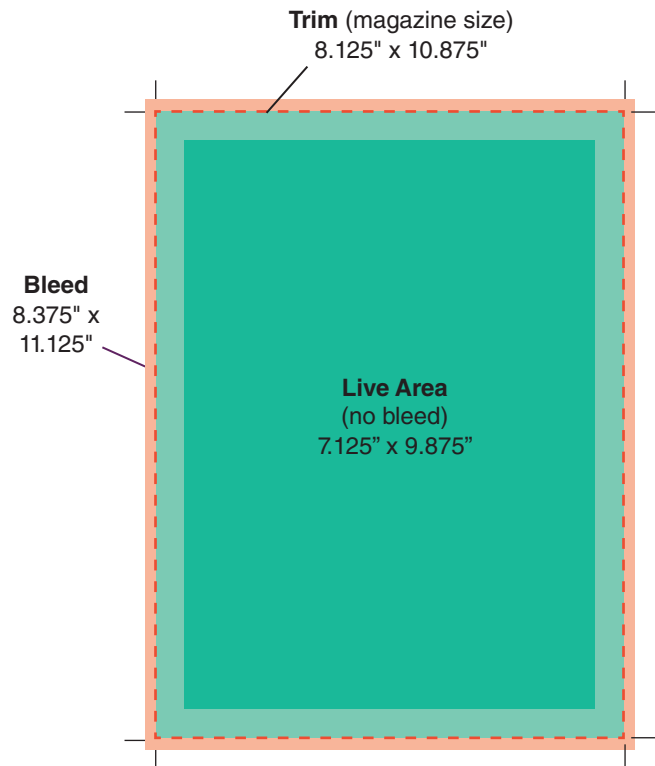 Trim (magazine size)
8.125" x 10.875"
Bleed
8.375" x
11.125"
Live Area
(no bleed)
7.125” x 9.875”